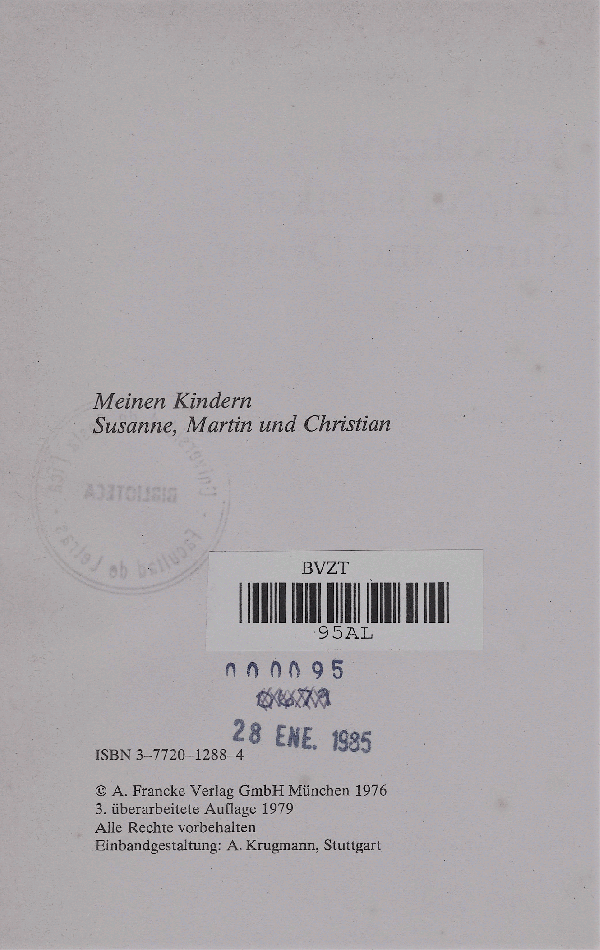 Meinen Kindern
Susanne, Martin und Christian
BIBLIOTECA
Facultad de Letras
BVZT
95AL
000095
28 ENE. 1985
ISBN 3-7720-1288-4
© A. Francke Verlag GmbH München 1976
3. überarbeitete Auflage 1979
Alle Rechte vorbehalten
Einbandgestaltung: A. Krugmann, Stuttgart